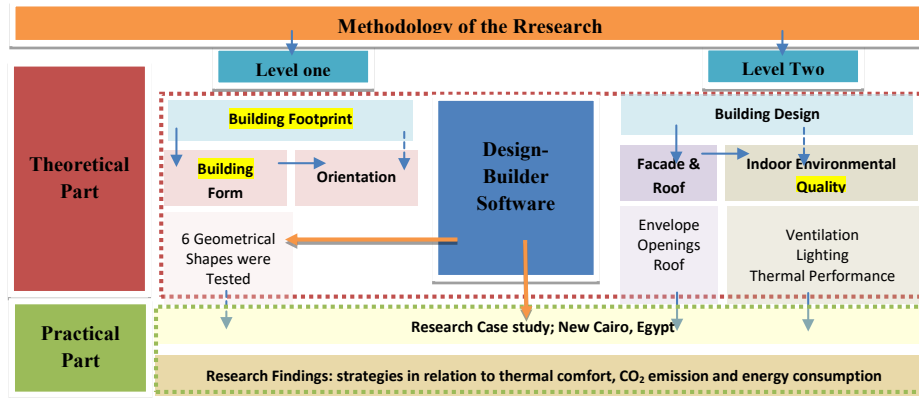 Methodology of the Rresearch
Level one
Level Two
Theoretical
Part
Building Footprint
Building
Form
Orientation
6 Geometrical
Shapes were
Tested
Design-
Builder
Software
Building Design
Facade &
Roof
Indoor Environmental
Quality
Envelope
Openings
Roof
Ventilation
Lighting
Thermal Performance
Practical
Part
Research Case study; New Cairo, Egypt
Research Findings: strategies in relation to thermal comfort, CO₂ emission and energy consumption